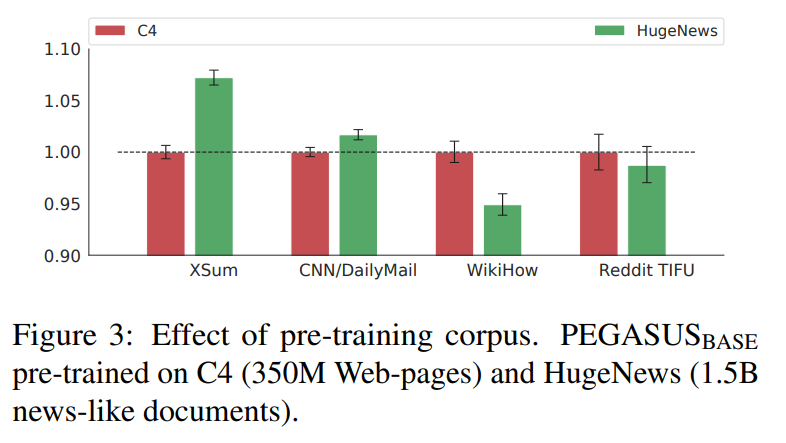 C4 HugeNews
1.10
1.05
1.00
0.95
0.90
XSum CNN/DailyMail WikiHow Reddit TIFU
Figure 3: Effect of pre-training corpus. PEGASUSBASE
pre-trained on C4 (350M Web-pages) and HugeNews (1.5B
news-like documents).